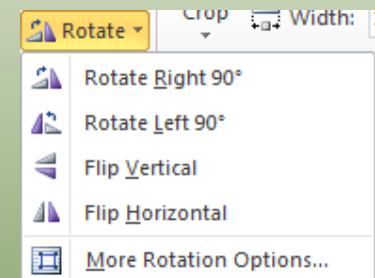 Rotate Crop Width:
Rotate Right 90°
Rotate Left 90°
Flip Vertical
Flip Horizontal
More Rotation Options...